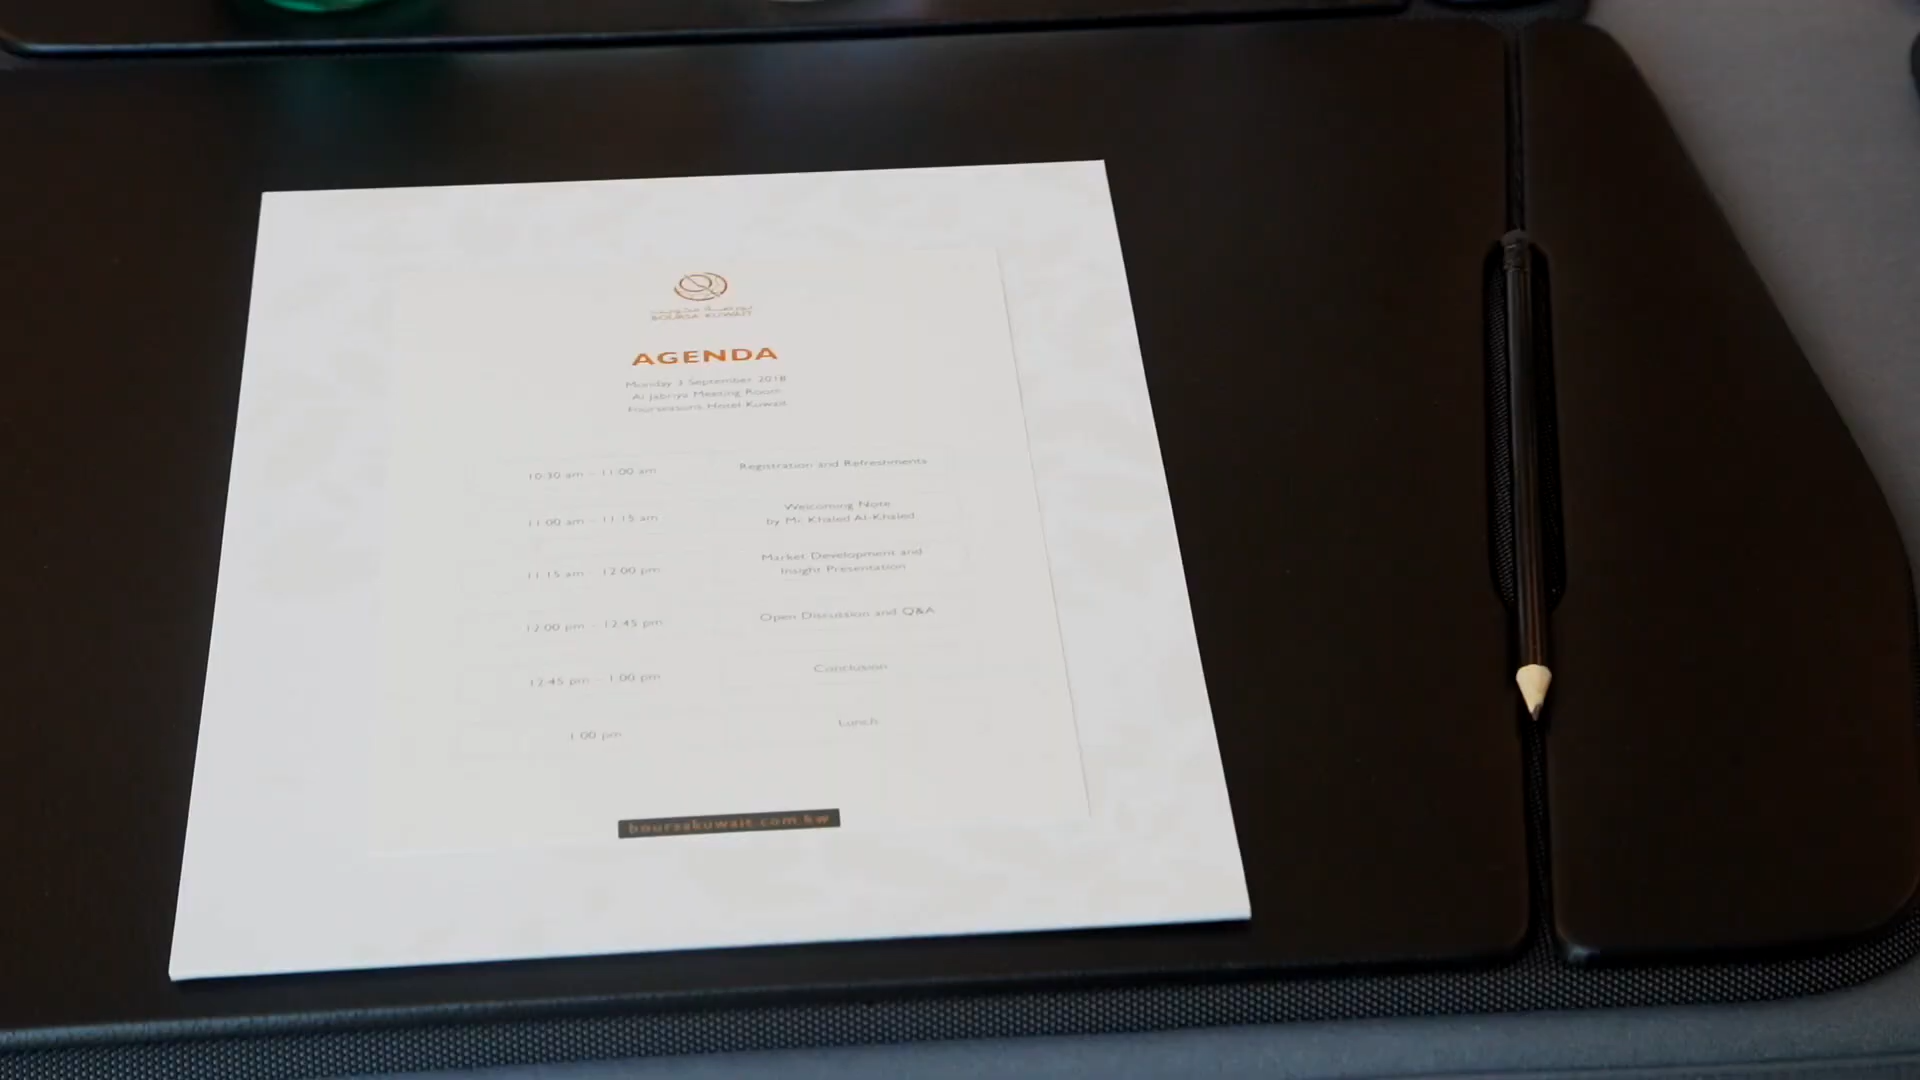 بورصة الكويت
BOURSA KUWAIT
AGENDA
Monday 3 September 2018
Al Jabriya Meeting Room
Fourseasons Hotel Kuwait
10:30 am – 11:00 am Registration and Refreshments
11:00 am – 11:15 am Welcoming Note
by Mr. Khaled Al-Khaled
11:15 am – 12:00 pm Market Development and
Insight Presentation
12:00 pm – 12:45 pm Open Discussion and Q&A
12:45 pm – 1:00 pm Conclusion
1:00 pm Lunch
boursakuwait.com.kw